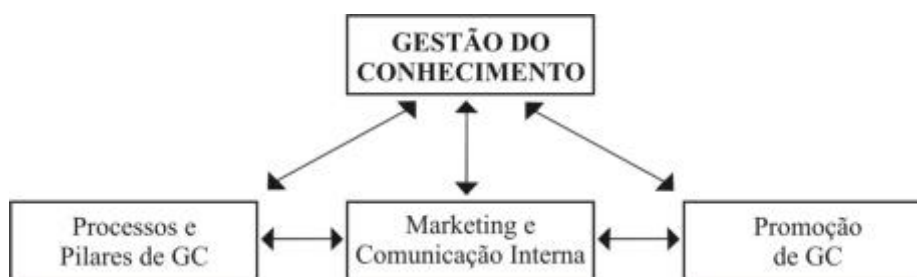 GESTÃO DO
CONHECIMENTO
Processos e
Pilares de GC
Marketing e
Comunicação Interna
Promoção
de GC